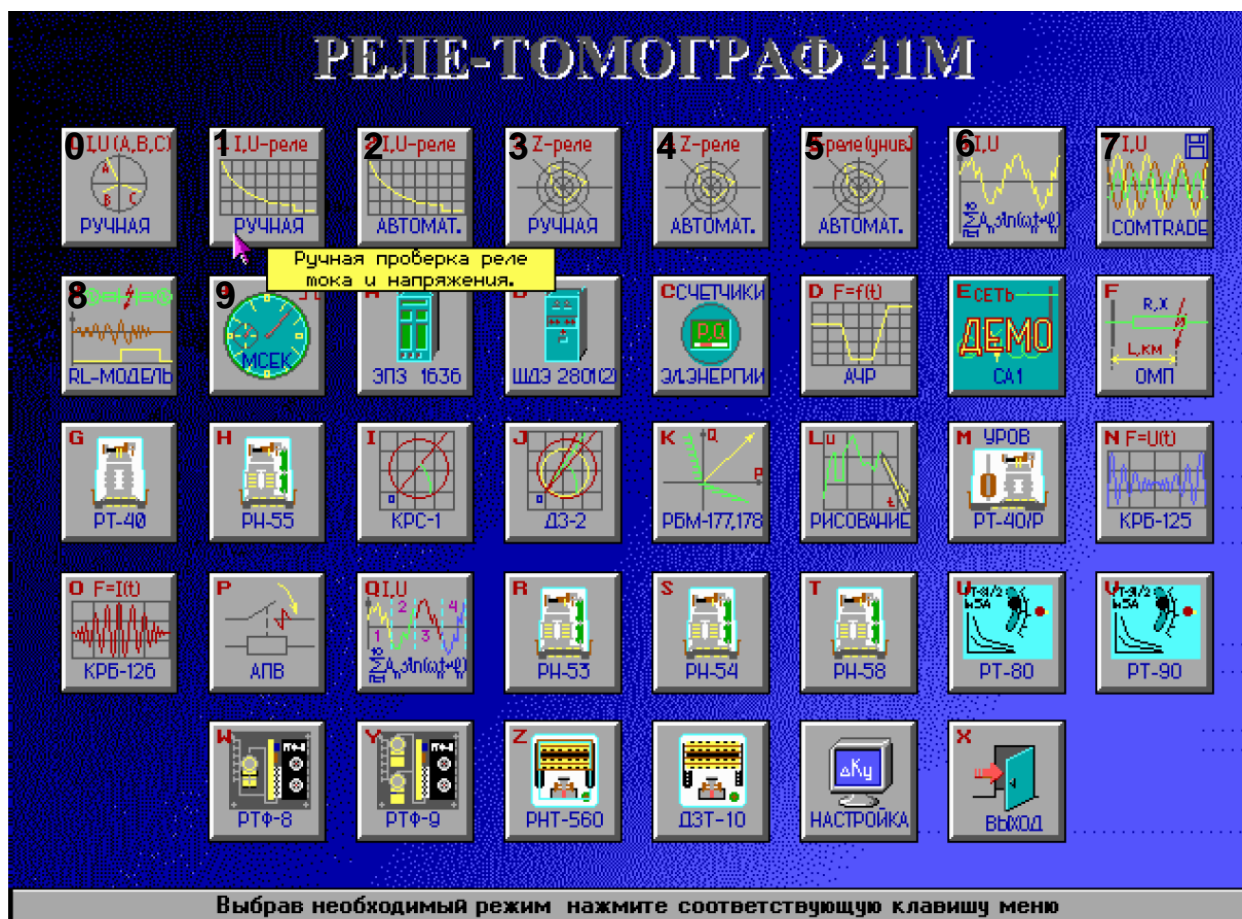 РЕЛЕ-ТОМОГРАФ 41М
0 I,U(A,B,C)
A
B C
РУЧНАЯ
1 I,U-реле
РУЧНАЯ
2 I,U-реле
АВТОМАТ.
3 Z-реле
РУЧНАЯ
4 Z-реле
АВТОМАТ.
5 реле(унив)
АВТОМАТ.
6 I,U
7 I,U
COMTRADE
Ручная проверка реле
тока и напряжения.
8
RL-МОДЕЛЬ
9
МСЕК
ЭПЗ 1636
ШДЭ 2801(2)
C СЧЕТЧИКИ
P,Q
ЭЛ.ЭНЕРГИИ
D F=f(t)
АЧР
E СЕТЬ
ДЕМО
СА1
F
R,X
L,КМ
ОМП
G
РТ-40
H
РН-55
I
КРС-1
J
ДЗ-2
K
Q
P
РБМ-177,178
L u
t
РИСОВАНИЕ
M УРОВ
РТ-40/Р
N F=U(t)
КРБ-125
O F=I(t)
КРБ-126
P
АПВ
Q I,U
2 4
1 3
R
РН-53
S
РН-54
T
РН-58
U
РТ-80
V
РТ-90
W
РТФ-8
Y
РТФ-9
Z
РНТ-560
ДЗТ-10
ΔКу
НАСТРОЙКА
X
ВЫХОД
Выбрав необходимый режим нажмите соответствующую клавишу меню